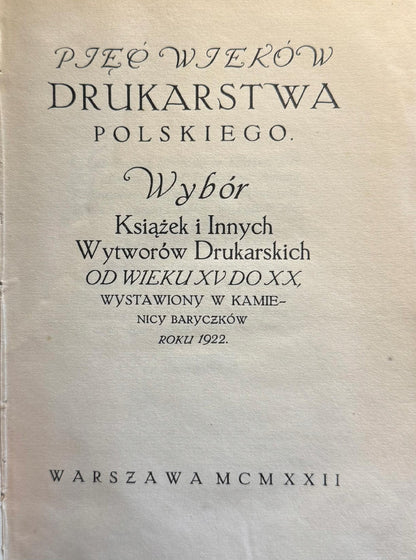 PIĘĆ WIEKÓW
DRUKARSTWA
POLSKIEGO.
Wybór
Książek i Innych
Wytworów Drukarskich
OD WIEKU XV DO XX,
WYSTAWIONY W KAMIE-
NICY BARYCZKÓW
ROKU 1922.
WARSZAWA MCMXXII